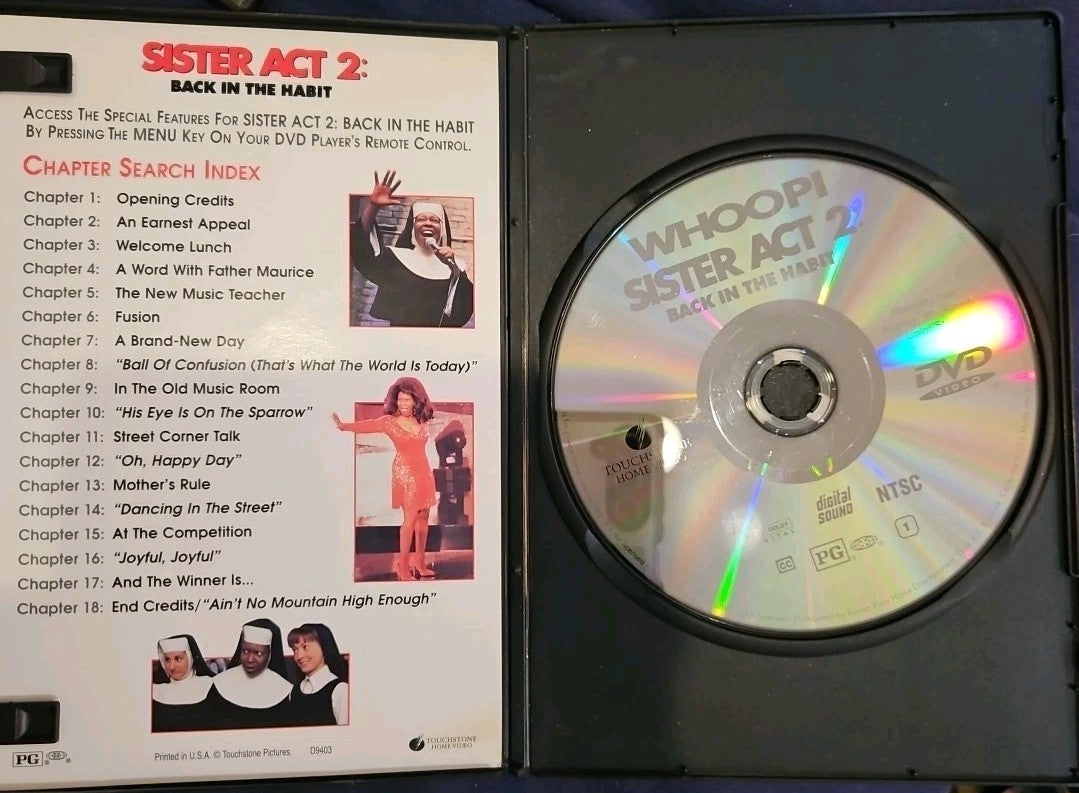 SISTER ACT 2:
BACK IN THE HABIT
ACCESS THE SPECIAL FEATURES FOR SISTER ACT 2: BACK IN THE HABIT
BY PRESSING THE MENU KEY ON YOUR DVD PLAYER'S REMOTE CONTROL.
CHAPTER SEARCH INDEX
Chapter 1: Opening Credits
Chapter 2: An Earnest Appeal
Chapter 3: Welcome Lunch
Chapter 4: A Word With Father Maurice
Chapter 5: The New Music Teacher
Chapter 6: Fusion
Chapter 7: A Brand-New Day
Chapter 8: "Ball Of Confusion (That's What The World Is Today)"
Chapter 9: In The Old Music Room
Chapter 10: "His Eye Is On The Sparrow"
Chapter 11: Street Corner Talk
Chapter 12: "Oh, Happy Day"
Chapter 13: Mother's Rule
Chapter 14: "Dancing In The Street"
Chapter 15: At The Competition
Chapter 16: "Joyful, Joyful"
Chapter 17: And The Winner Is...
Chapter 18: End Credits/"Ain't No Mountain High Enough"
PG
Printed in U.S.A. © Touchstone Pictures. D9403
TOUCHSTONE
HOME VIDEO
WHOOPI
SISTER ACT 2
BACK IN THE HABIT
DVD
VIDEO
TOUCHS
HOME
digital
SOUND
NTSC
DOLBY
CC
PG
1